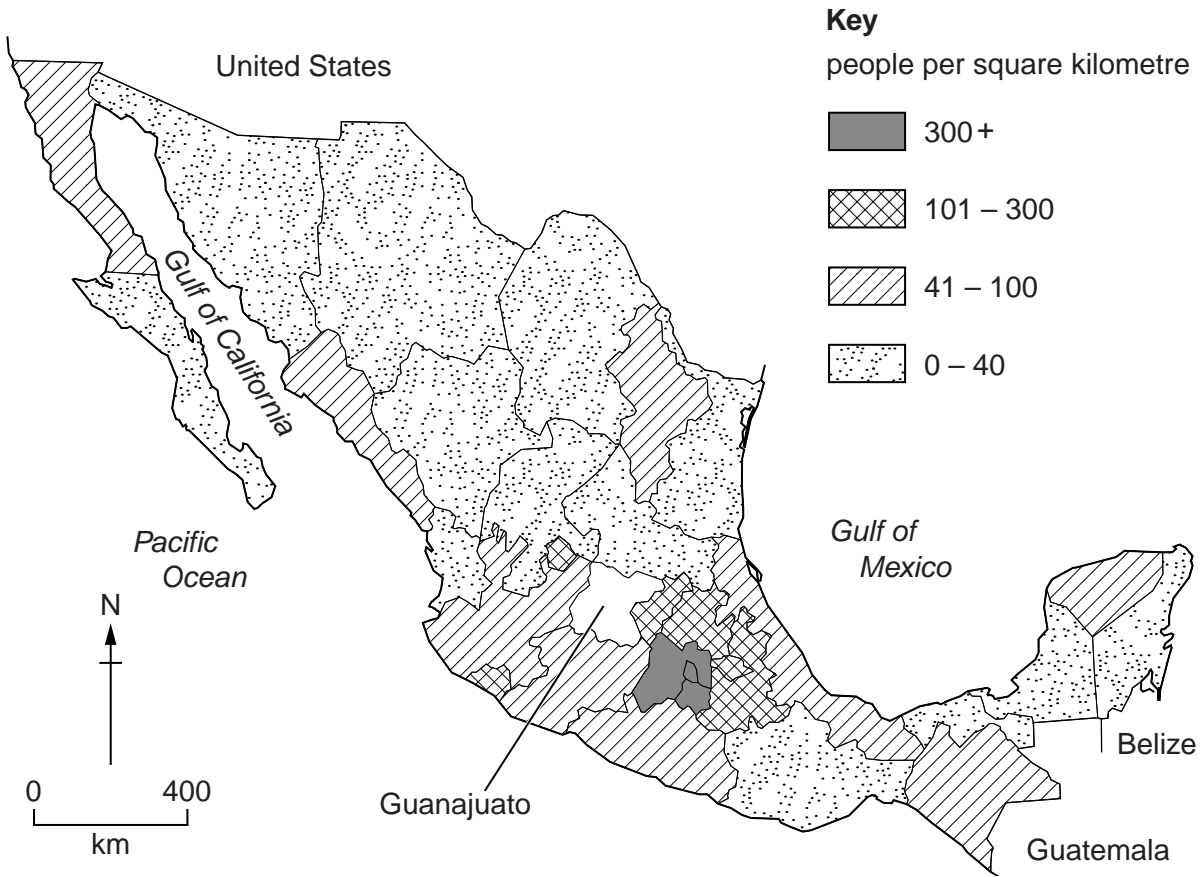 Key
people per square kilometre
300+
101 – 300
41 – 100
0 – 40
United States
Gulf of California
Pacific
Ocean
Gulf of
Mexico
N
0 400
km
Guanajuato
Belize
Guatemala